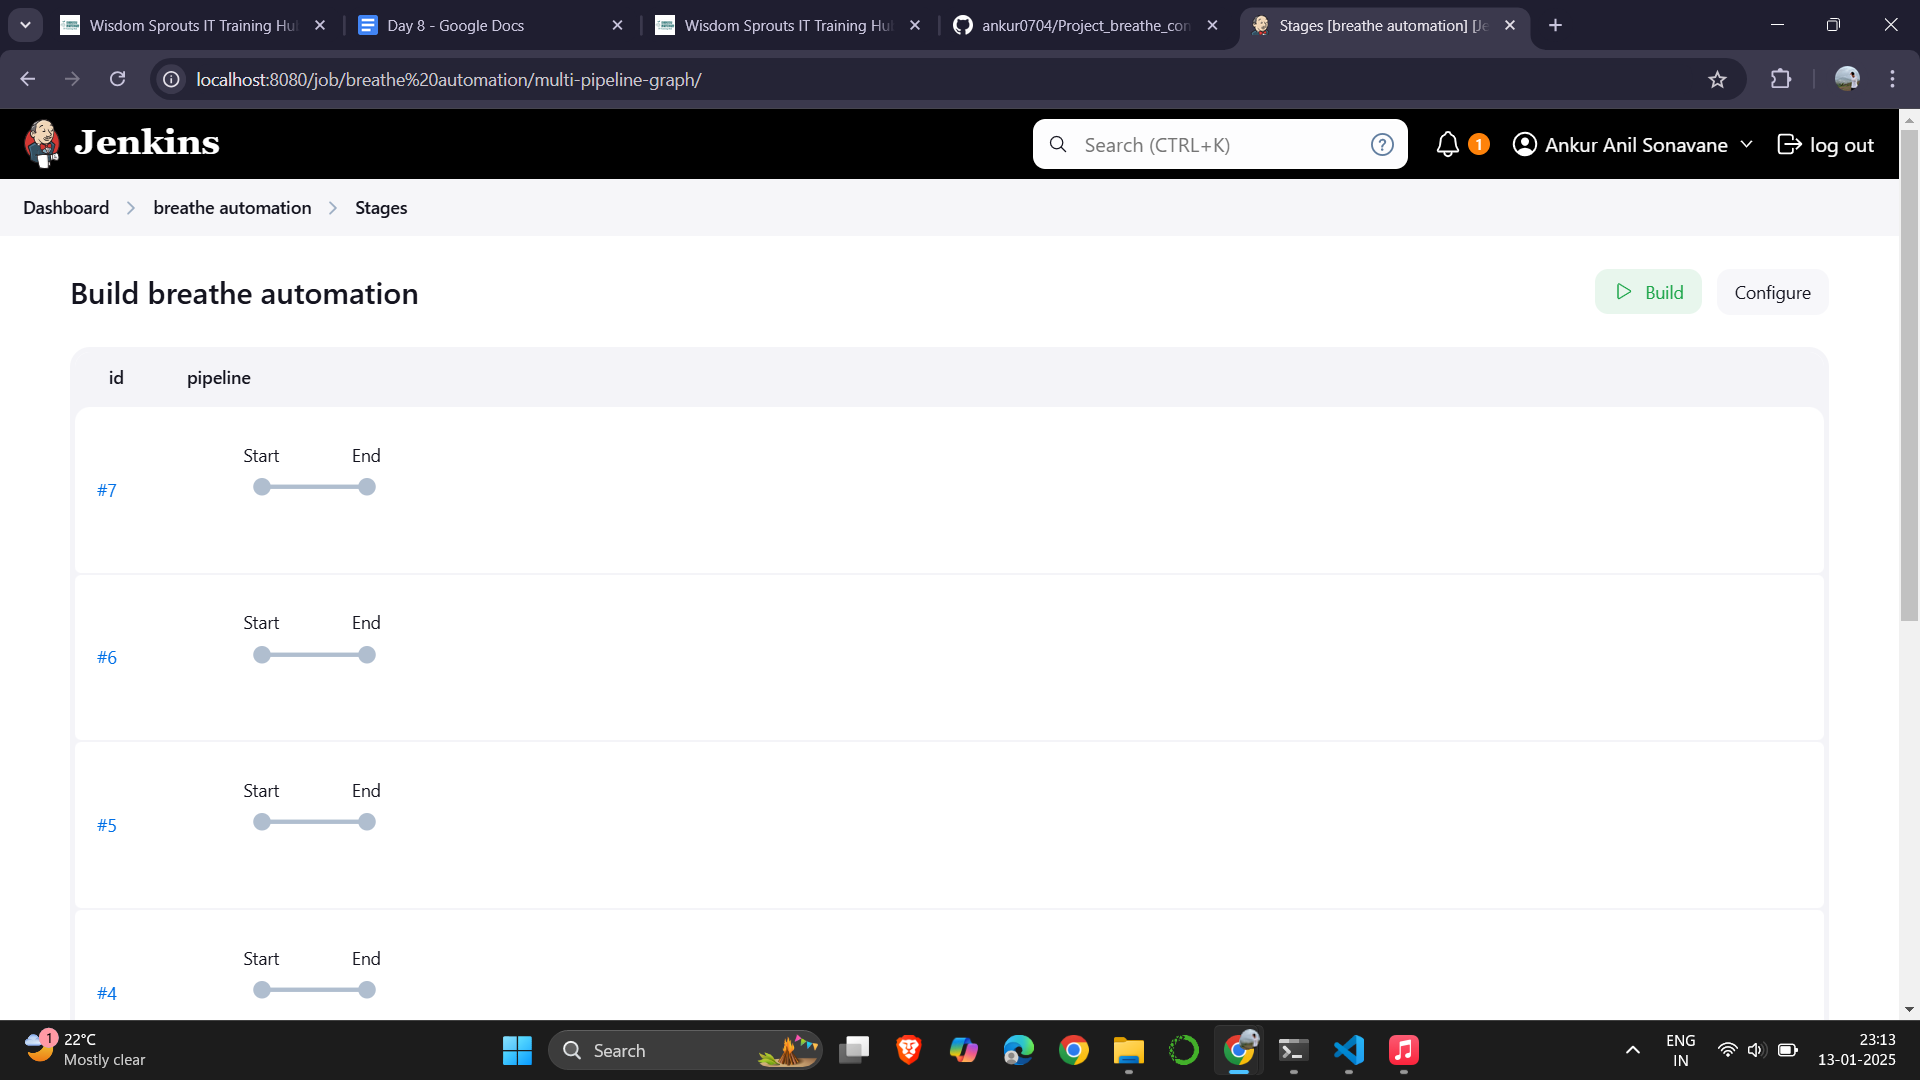 Wisdom Sprouts IT Training Hu
Day 8 - Google Docs
Wisdom Sprouts IT Training Hu
ankur0704/Project_breathe_con
Stages [breathe automation] [Je
localhost:8080/job/breathe%20automation/multi-pipeline-graph/
Jenkins
Search (CTRL+K)
?
1
Ankur Anil Sonavane
log out
Dashboard
breathe automation
Stages
Build breathe automation
Build
Configure
id
pipeline
Start
End
#7
Start
End
#6
Start
End
#5
Start
End
#4
1
22°C
Mostly clear
Search
ENG
IN
23:13
13-01-2025